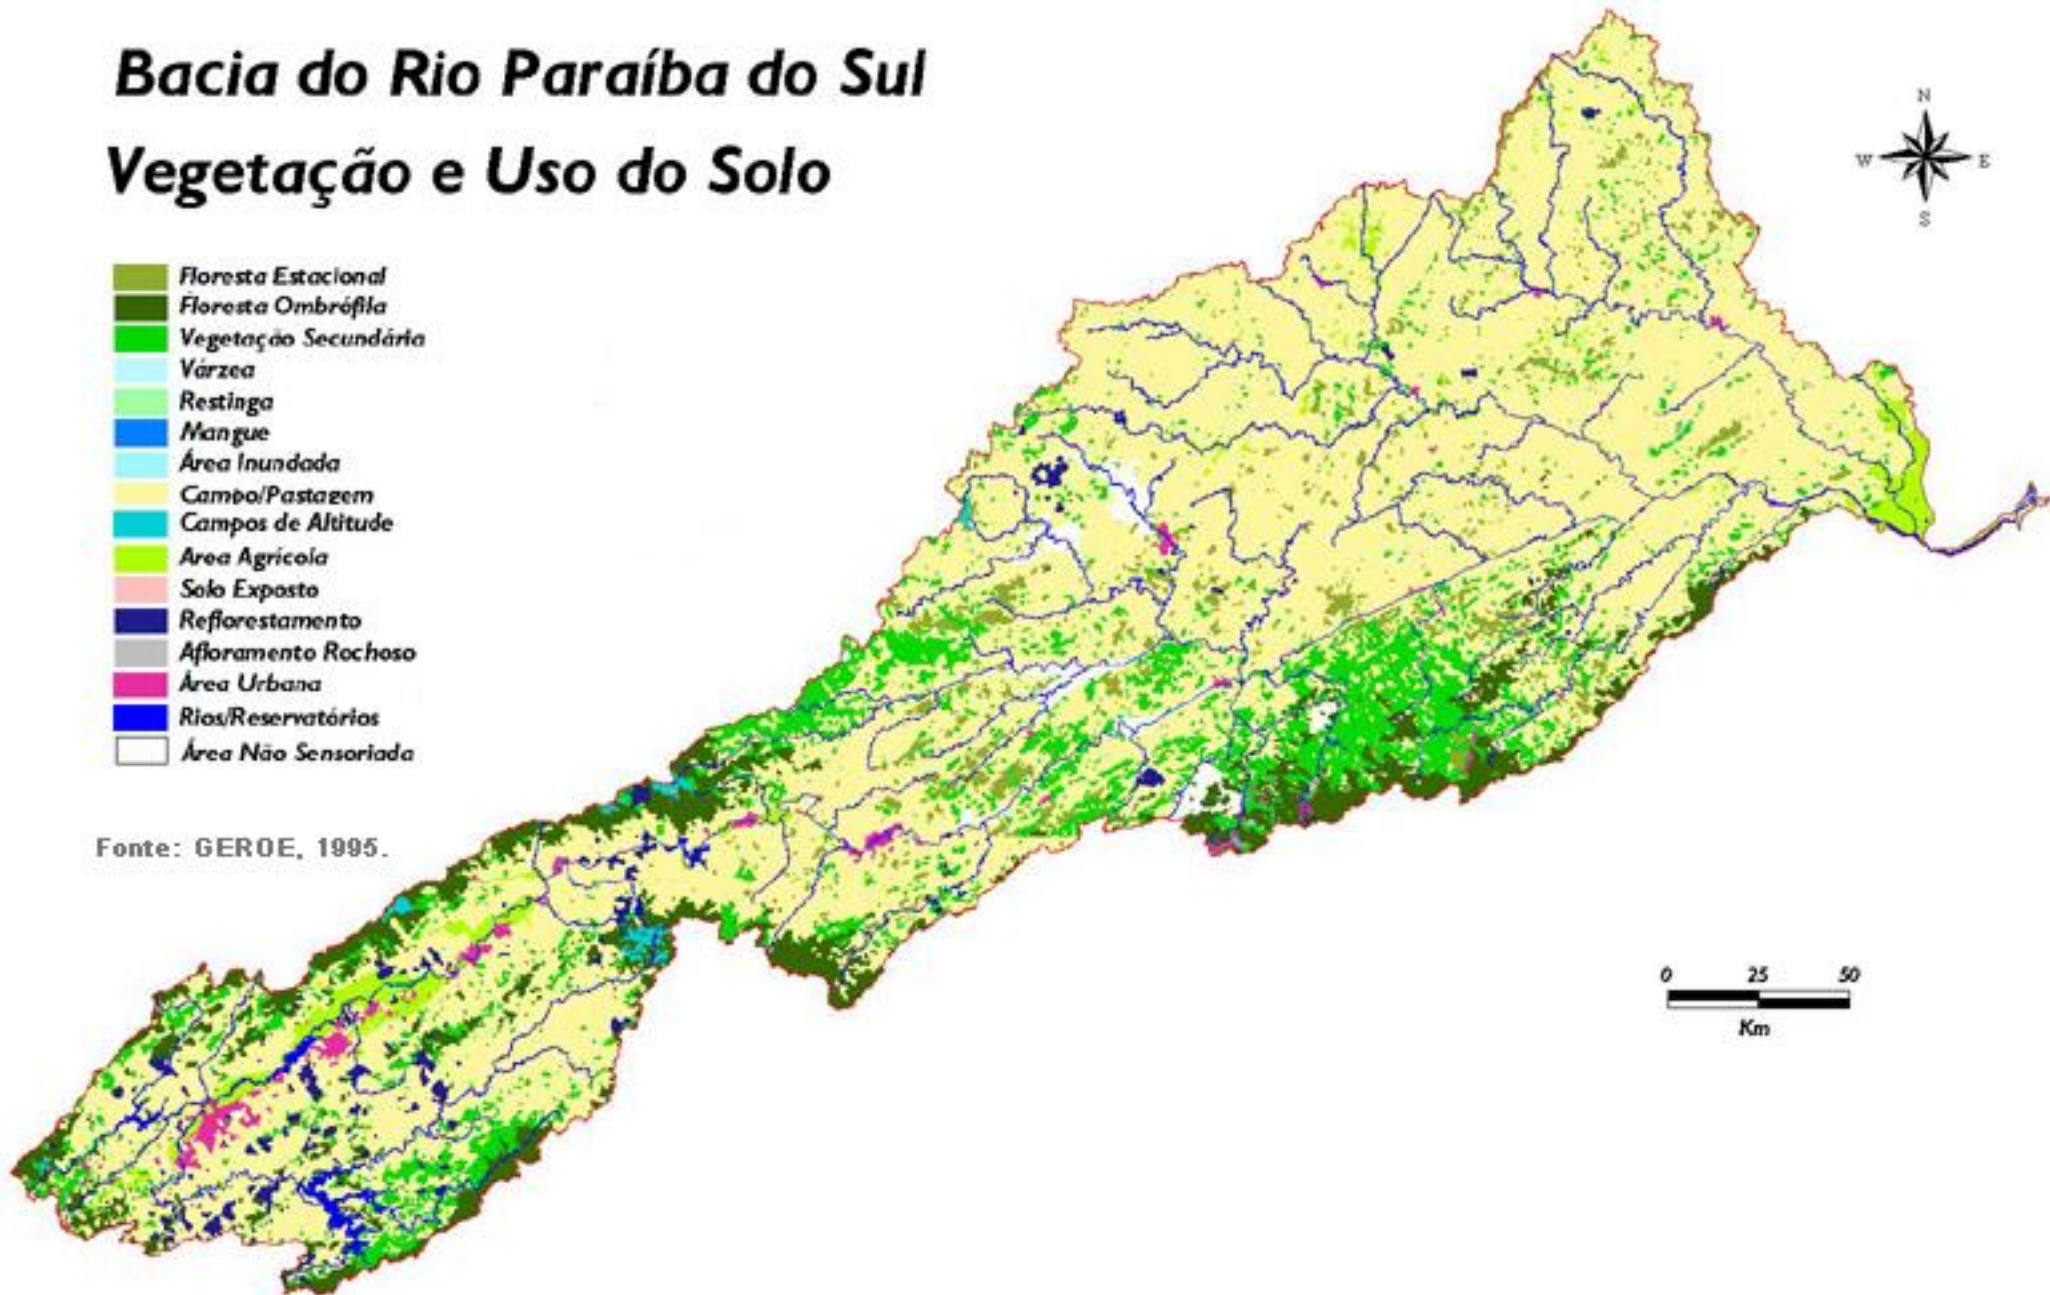 Bacia do Rio Paraíba do Sul
Vegetação e Uso do Solo
Floresta Estacional
Floresta Ombrófila
Vegetação Secundária
Várzea
Restinga
Mangue
Área Inundada
Campo/Pastagem
Campos de Altitude
Area Agricola
Solo Exposto
Reflorestamento
Afloramento Rochoso
Área Urbana
Rios/Reservatórios
Área Não Sensoriada
Fonte: GEROE, 1995.
N
W E
S
0 25 50
Km